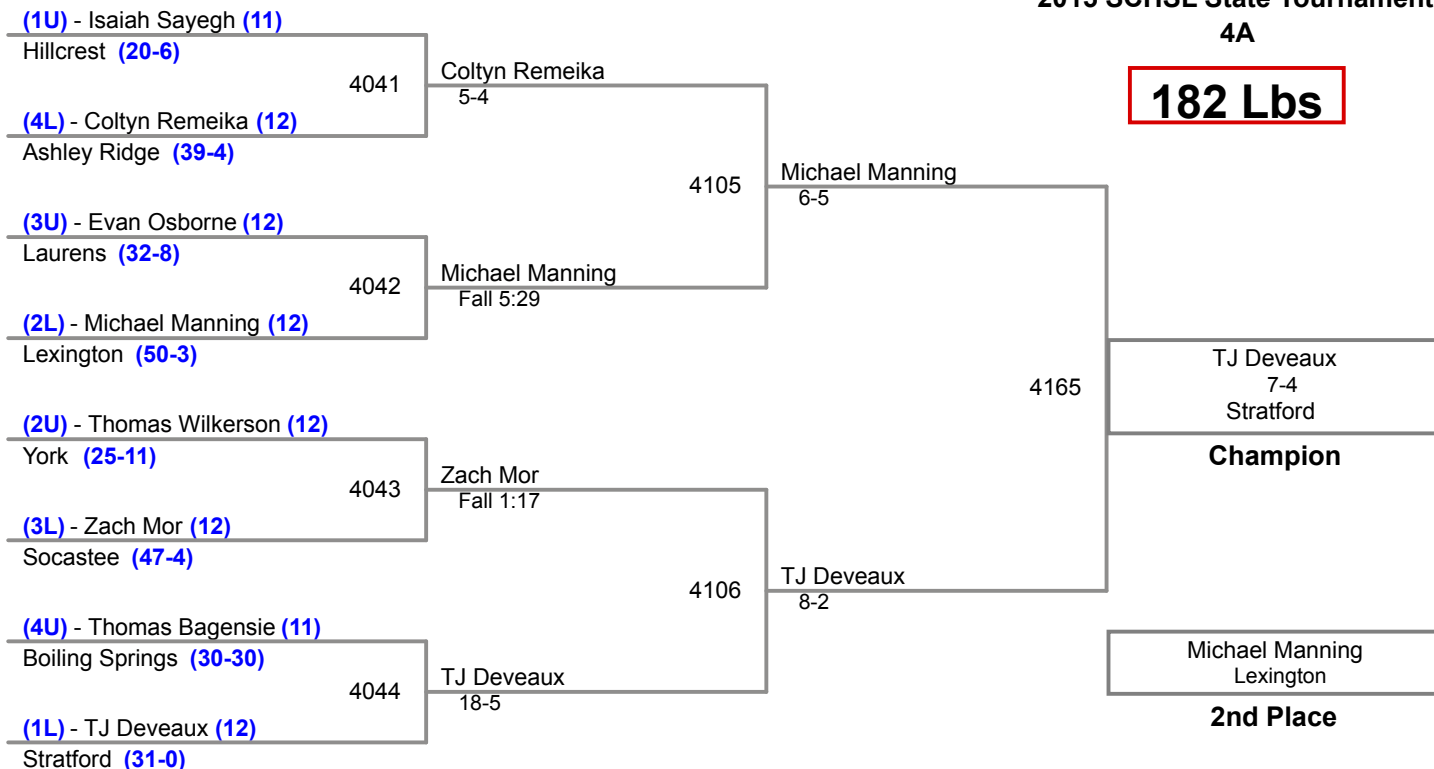 2015 SCHSL State Tournament
4A
182 Lbs
(1U) - Isaiah Sayegh (11)
Hillcrest (20-6)
4041
Coltyn Remeika
5-4
(4L) - Coltyn Remeika (12)
Ashley Ridge (39-4)
4105
Michael Manning
6-5
(3U) - Evan Osborne (12)
Laurens (32-8)
4042
Michael Manning
Fall 5:29
(2L) - Michael Manning (12)
Lexington (50-3)
4165
TJ Deveaux
7-4
Stratford
Champion
(2U) - Thomas Wilkerson (12)
York (25-11)
4043
Zach Mor
Fall 1:17
(3L) - Zach Mor (12)
Socastee (47-4)
4106
TJ Deveaux
8-2
(4U) - Thomas Bagensie (11)
Boiling Springs (30-30)
4044
TJ Deveaux
18-5
(1L) - TJ Deveaux (12)
Stratford (31-0)
Michael Manning
Lexington
2nd Place